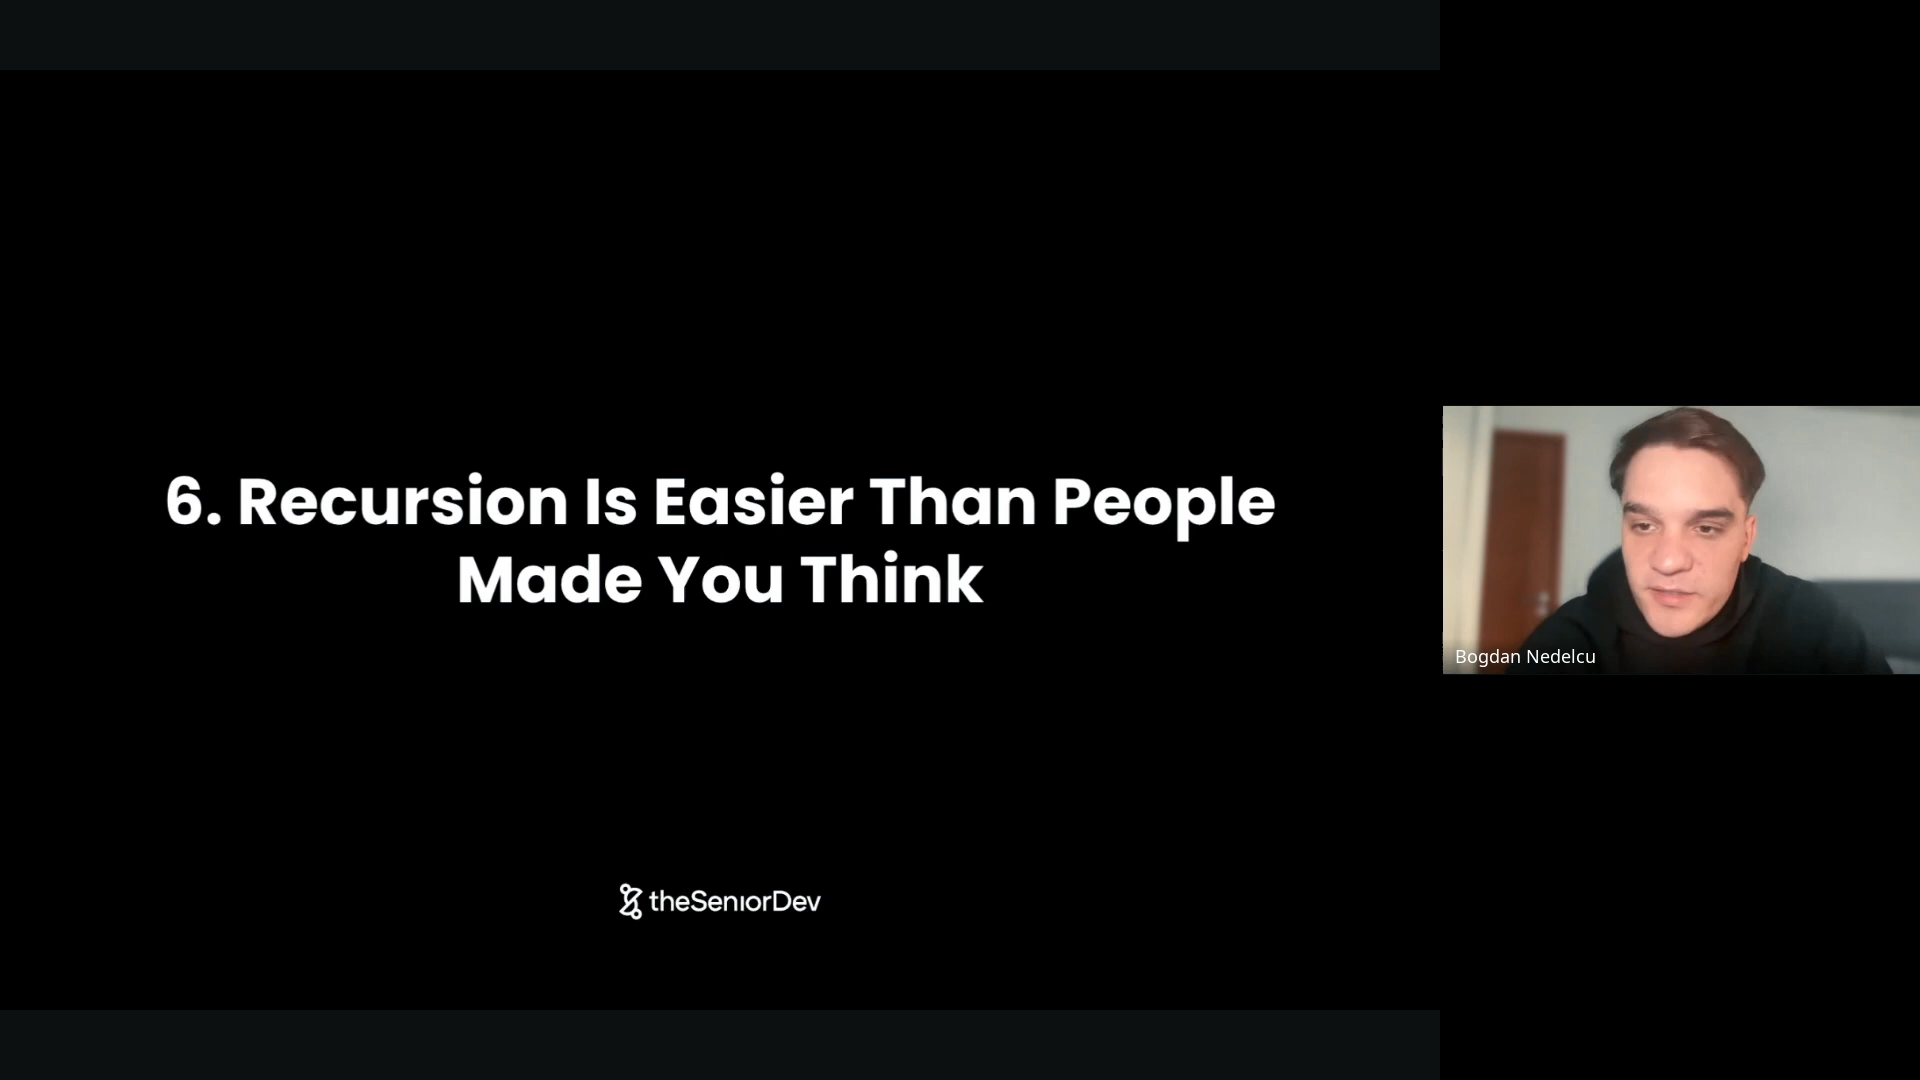 6. Recursion Is Easier Than People
Made You Think
Bogdan Nedelcu
theSeniorDev